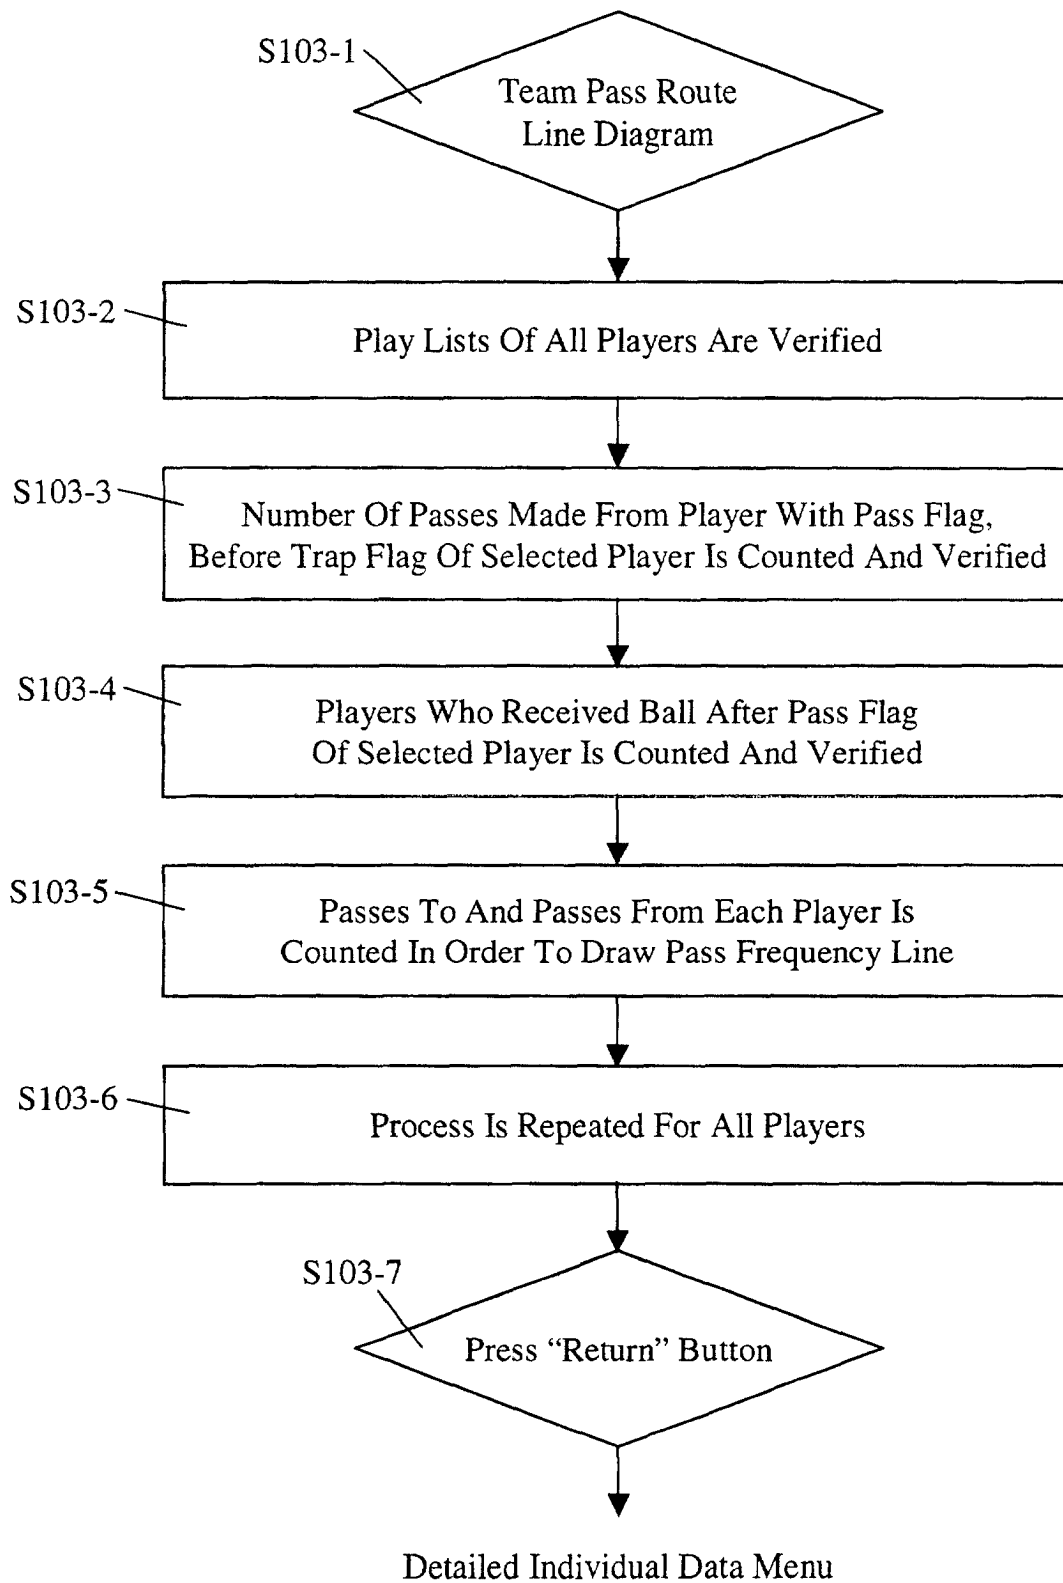 S103-1
Team Pass Route
Line Diagram
S103-2
Play Lists Of All Players Are Verified
S103-3
Number Of Passes Made From Player With Pass Flag,
Before Trap Flag Of Selected Player Is Counted And Verified
S103-4
Players Who Received Ball After Pass Flag
Of Selected Player Is Counted And Verified
S103-5
Passes To And Passes From Each Player Is
Counted In Order To Draw Pass Frequency Line
S103-6
Process Is Repeated For All Players
S103-7
Press “Return” Button
Detailed Individual Data Menu